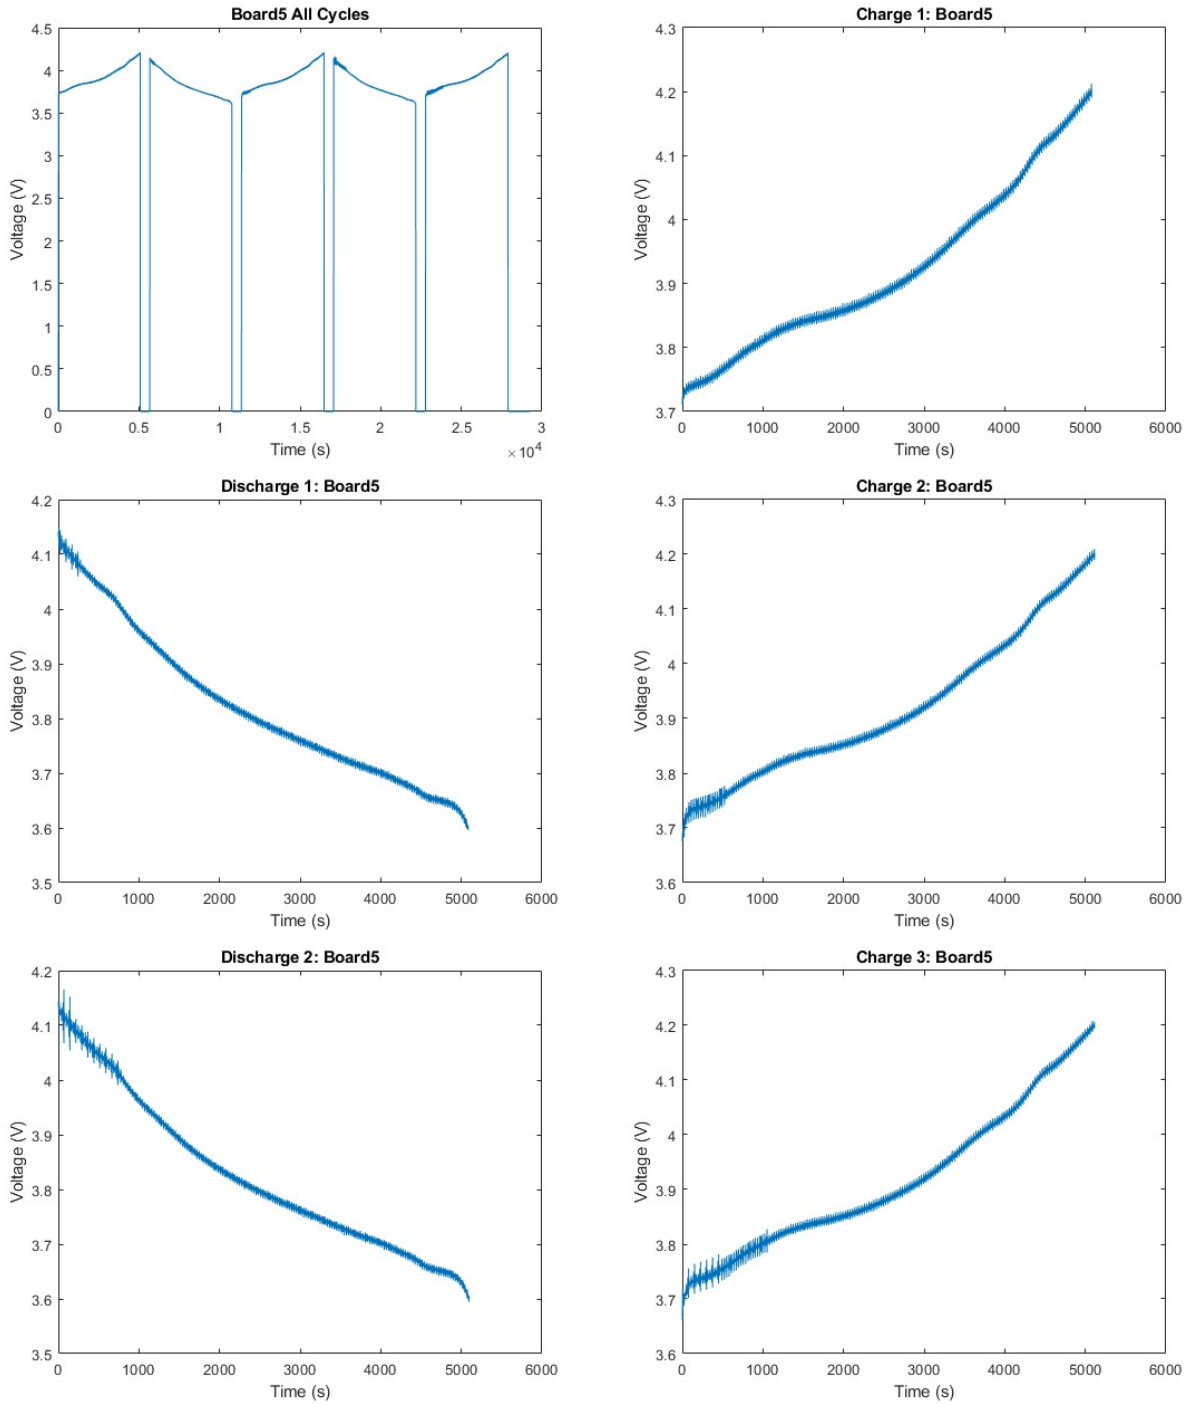 Board5 All Cycles
Voltage (V)
4.5
4
3.5
3
2.5
2
1.5
1
0.5
0
0 0.5 1 1.5 2 2.5 3
Time (s)
×10^4
Charge 1: Board5
Voltage (V)
4.3
4.2
4.1
4
3.9
3.8
3.7
0 1000 2000 3000 4000 5000 6000
Time (s)
Discharge 1: Board5
Voltage (V)
4.2
4.1
4
3.9
3.8
3.7
3.6
3.5
0 1000 2000 3000 4000 5000 6000
Time (s)
Charge 2: Board5
Voltage (V)
4.3
4.2
4.1
4
3.9
3.8
3.7
3.6
0 1000 2000 3000 4000 5000 6000
Time (s)
Discharge 2: Board5
Voltage (V)
4.2
4.1
4
3.9
3.8
3.7
3.6
3.5
0 1000 2000 3000 4000 5000 6000
Time (s)
Charge 3: Board5
Voltage (V)
4.3
4.2
4.1
4
3.9
3.8
3.7
3.6
0 1000 2000 3000 4000 5000 6000
Time (s)